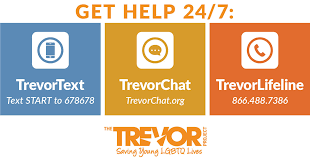 GET HELP 24/7:
TrevorText
Text START to 678678
TrevorChat
TrevorChat.org
TrevorLifeline
866.488.7386
THE TREVOR PROJECT
Saving Young LGBTQ Lives